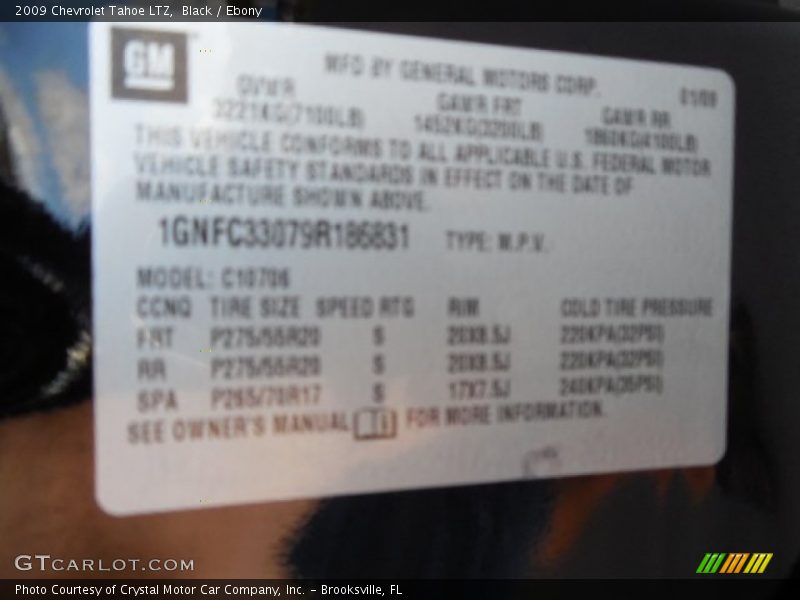 2009 Chevrolet Tahoe LTZ, Black / Ebony
GM
MFD BY GENERAL MOTORS CORP. 01/09
GVWR GAWR FRT GAWR RR
3221KG(7100LB) 1452KG(3200LB) 1860KG(4100LB)
THIS VEHICLE CONFORMS TO ALL APPLICABLE U.S. FEDERAL MOTOR
VEHICLE SAFETY STANDARDS IN EFFECT ON THE DATE OF
MANUFACTURE SHOWN ABOVE.
1GNFC33079R186831 TYPE: M.P.V.
MODEL: C10706
CCNQ TIRE SIZE SPEED RTG RIM COLD TIRE PRESSURE
FRT P275/55R20 S 20X8.5J 220KPA(32PSI)
RR P275/55R20 S 20X8.5J 220KPA(32PSI)
SPA P265/70R17 S 17X7.5J 240KPA(35PSI)
SEE OWNER'S MANUAL FOR MORE INFORMATION.
GTCARLOT.COM
Photo Courtesy of Crystal Motor Car Company, Inc. - Brooksville, FL